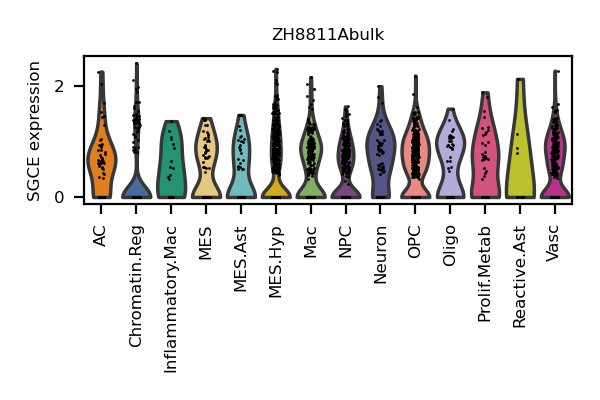 ZH8811Abulk
SGCE expression
2
0
AC
Chromatin.Reg
Inflammatory.Mac
MES
MES.Ast
MES.Hyp
Mac
NPC
Neuron
OPC
Oligo
Prolif.Metab
Reactive.Ast
Vasc